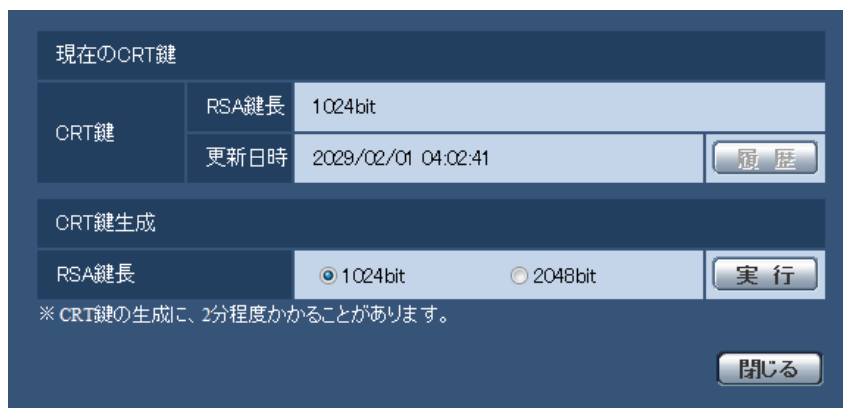 現在のCRT鍵
CRT鍵
RSA鍵長 1024bit
更新日時 2029/02/01 04:02:41 履 歴
CRT鍵生成
RSA鍵長 1024bit 2048bit 実 行
※ CRT鍵の生成に、2分程度かかることがあります。
閉じる